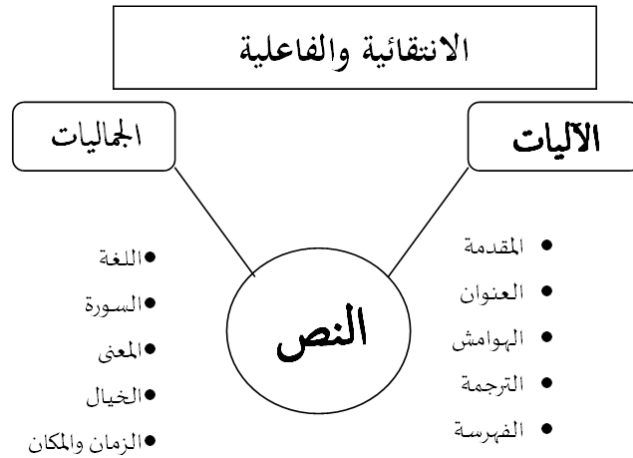 الانتقائية والفاعلية
الآليات
الجماليات
النص
● المقدمة
● العنوان
● الهوامش
● الترجمة
● الفهرسة
●اللغة
●السورة
●المعنى
●الخيال
●الزمان والمكان